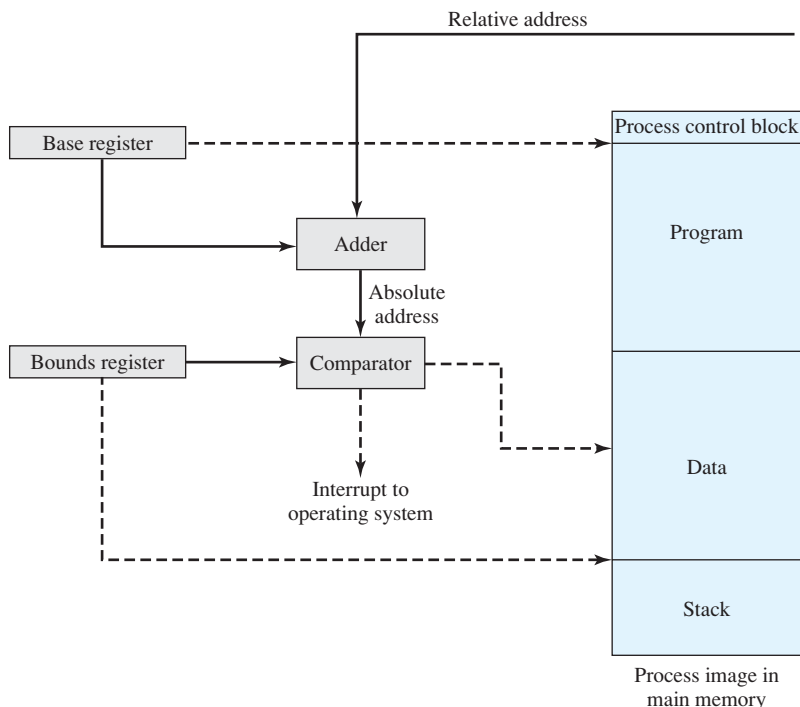 Relative address
Process control block
Base register
Program
Adder
Absolute
address
Bounds register
Comparator
Data
Interrupt to
operating system
Stack
Process image in
main memory